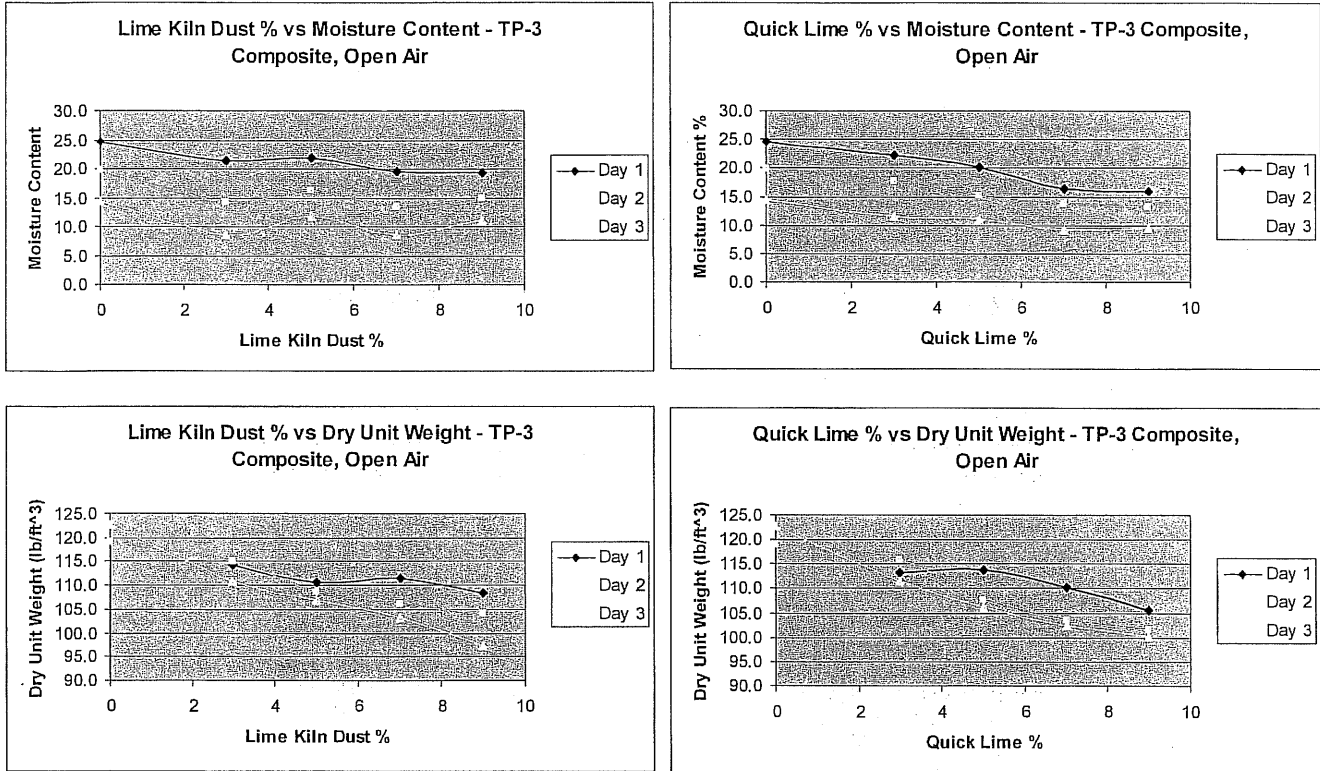 Lime Kiln Dust % vs Moisture Content - TP-3
Composite, Open Air
Moisture Content
30.0
25.0
20.0
15.0
10.0
5.0
0.0
0 2 4 6 8 10
Lime Kiln Dust %
Day 1
Day 2
Day 3
Quick Lime % vs Moisture Content - TP-3 Composite,
Open Air
Moisture Content %
30.0
25.0
20.0
15.0
10.0
5.0
0.0
0 2 4 6 8 10
Quick Lime %
Day 1
Day 2
Day 3
Lime Kiln Dust % vs Dry Unit Weight - TP-3
Composite, Open Air
Dry Unit Weight (lb/ft^3)
125.0
120.0
115.0
110.0
105.0
100.0
95.0
90.0
0 2 4 6 8 10
Lime Kiln Dust %
Day 1
Day 2
Day 3
Quick Lime % vs Dry Unit Weight - TP-3 Composite,
Open Air
Dry Unit Weight (lb/ft^3)
125.0
120.0
115.0
110.0
105.0
100.0
95.0
90.0
0 2 4 6 8 10
Quick Lime %
Day 1
Day 2
Day 3